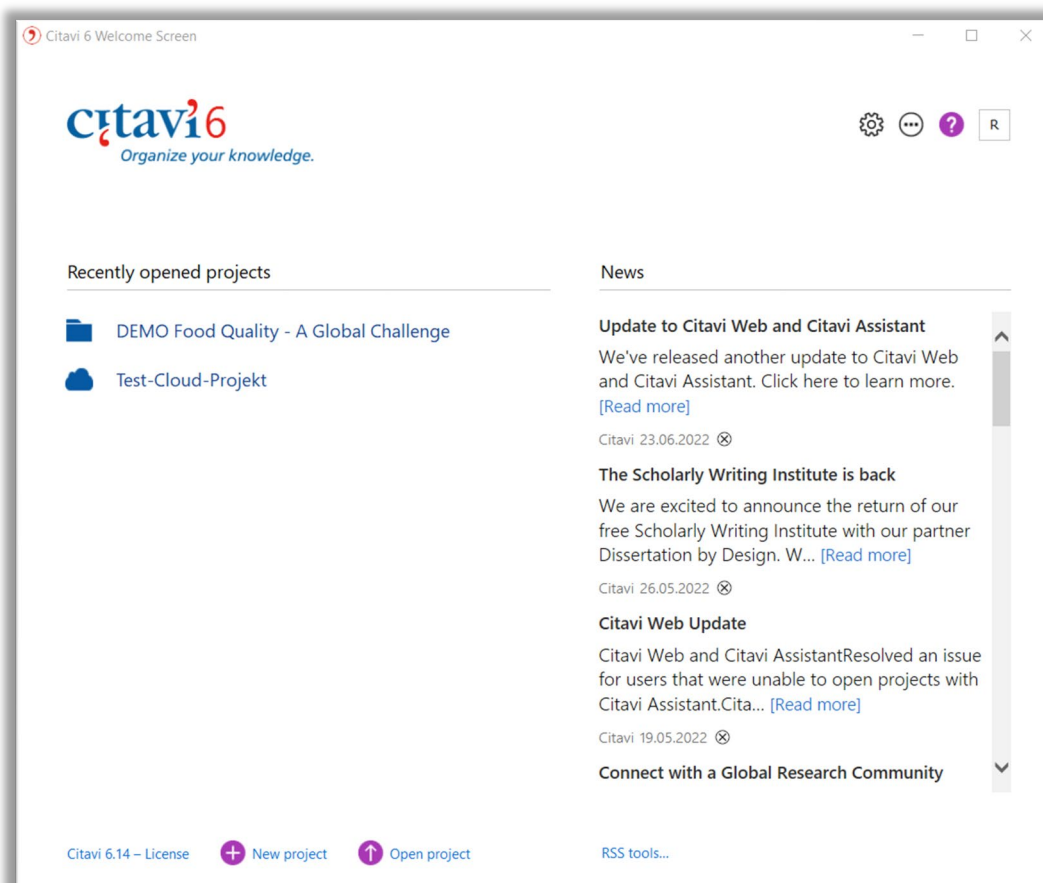 Citavi 6 Welcome Screen
citavi 6
Organize your knowledge.
? R
Recently opened projects
DEMO Food Quality - A Global Challenge
Test-Cloud-Projekt
News
Update to Citavi Web and Citavi Assistant
We've released another update to Citavi Web
and Citavi Assistant. Click here to learn more.
[Read more]
Citavi 23.06.2022
The Scholarly Writing Institute is back
We are excited to announce the return of our
free Scholarly Writing Institute with our partner
Dissertation by Design. W... [Read more]
Citavi 26.05.2022
Citavi Web Update
Citavi Web and Citavi AssistantResolved an issue
for users that were unable to open projects with
Citavi Assistant.Cita... [Read more]
Citavi 19.05.2022
Connect with a Global Research Community
Citavi 6.14 – License New project Open project RSS tools...